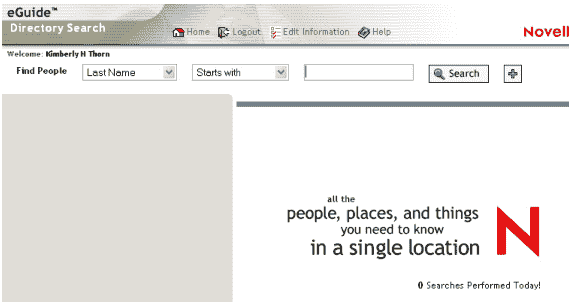 eGuide™
Directory Search
Home Logout Edit Information Help
Novell
Welcome: Kimberly H Thorn
Find People Last Name Starts with Search
all the
people, places, and things
you need to know
in a single location
N
0 Searches Performed Today!